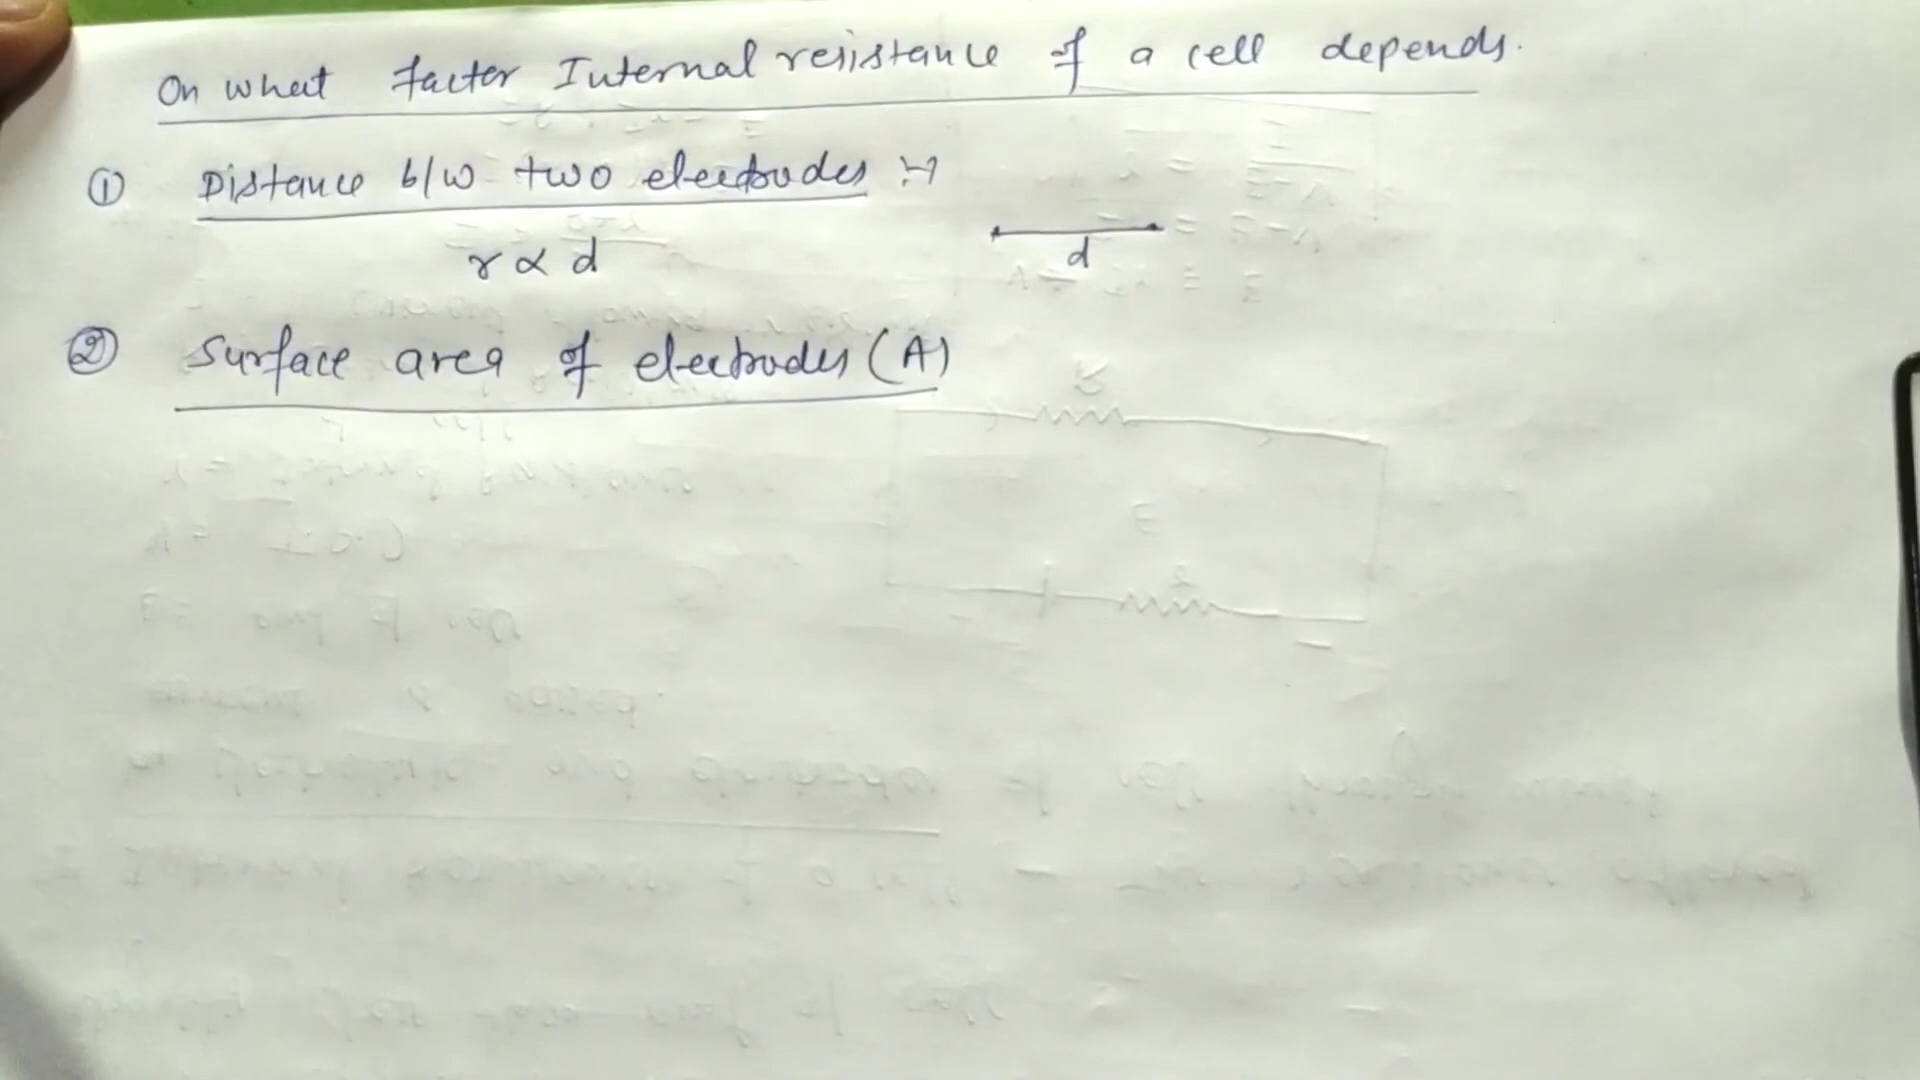 On what factor Internal resistance of a cell depends.
① Distance b/w two electrodes :→
r ∝ d
d
② Surface area of electrodes (A)